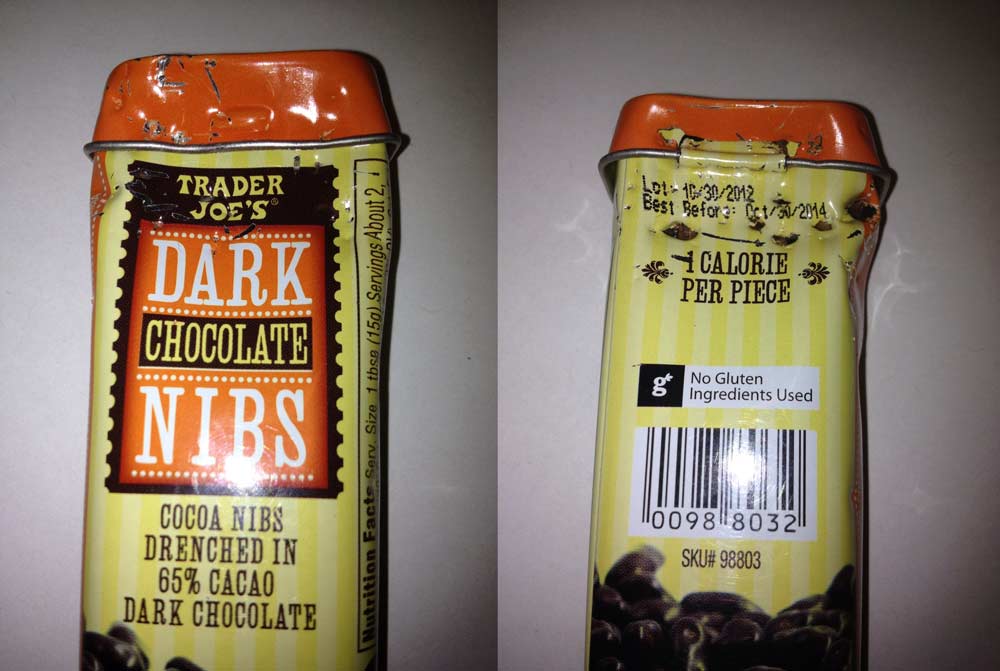 TRADER
JOE'S®
DARK
CHOCOLATE
NIBS
COCOA NIBS
DRENCHED IN
65% CACAO
DARK CHOCOLATE
Nutrition Facts Serv. Size 1 tbsp (15g) Servings About 2,
Lot: 10/30/2012
Best Before: Oct/30/2014
1 CALORIE
PER PIECE
g
No Gluten
Ingredients Used
0098 8032
SKU# 98803